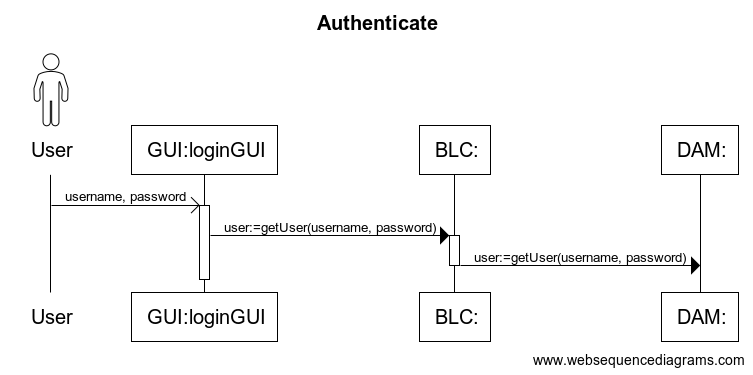 Authenticate
User
GUI:loginGUI
BLC:
DAM:
username, password
user:=getUser(username, password)
user:=getUser(username, password)
User
GUI:loginGUI
BLC:
DAM:
www.websequencediagrams.com